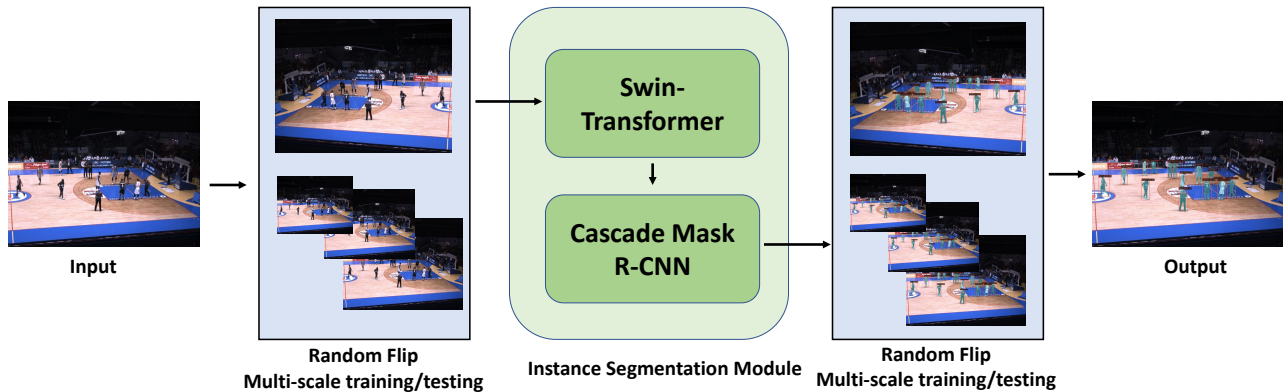 Swin-
Transformer
Cascade Mask
R-CNN
Input
Output
Random Flip
Multi-scale training/testing
Instance Segmentation Module
Random Flip
Multi-scale training/testing